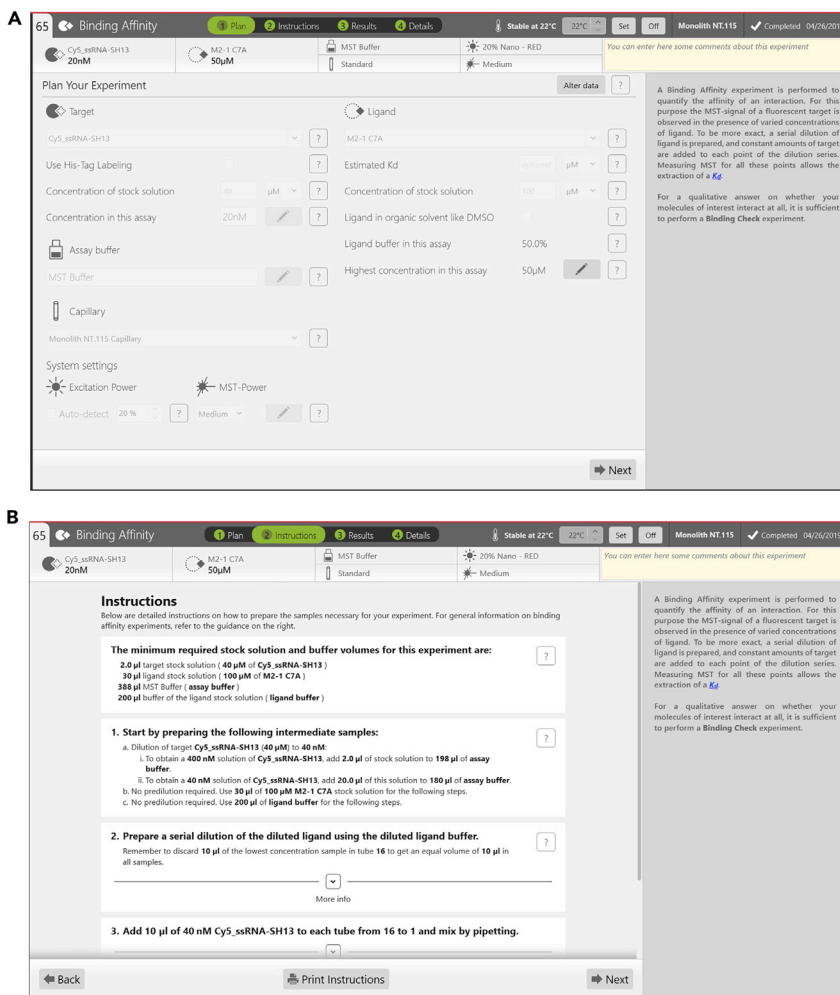 A
65 Binding Affinity 1 Plan 2 Instructions 3 Results 4 Details Stable at 22°C 22°C Set Off Monolith NT.115 Completed 04/26/201
Cy5_ssRNA-SH13
20nM
M2-1 C7A
50µM
MST Buffer
Standard
20% Nano - RED
Medium
You can enter here some comments about this experiment
Plan Your Experiment
Alter data ?
Target
Cy5_ssRNA-SH13 ?
Use His-Tag Labeling ?
Concentration of stock solution 40 µM ?
Concentration in this assay 20nM ?
Assay buffer
MST Buffer ?
Capillary
Monolith NT.115 Capillary ?
System settings
Excitation Power
MST-Power
Auto-detect 20 % ? Medium ?
Ligand
M2-1 C7A ?
Estimated Kd optional µM ?
Concentration of stock solution 100 µM ?
Ligand in organic solvent like DMSO ?
Ligand buffer in this assay 50.0% ?
Highest concentration in this assay 50µM ?
Next
A Binding Affinity experiment is performed to
quantify the affinity of an interaction. For this
purpose the MST-signal of a fluorescent target is
observed in the presence of varied concentrations
of ligand. To be more exact, a serial dilution of
ligand is prepared, and constant amounts of target
are added to each point of the dilution series.
Measuring MST for all these points allows the
extraction of a Kd.
For a qualitative answer on whether your
molecules of interest interact at all, it is sufficient
to perform a Binding Check experiment.
B
65 Binding Affinity 1 Plan 2 Instructions 3 Results 4 Details Stable at 22°C 22°C Set Off Monolith NT.115 Completed 04/26/2019
Cy5_ssRNA-SH13
20nM
M2-1 C7A
50µM
MST Buffer
Standard
20% Nano - RED
Medium
You can enter here some comments about this experiment
Instructions
Below are detailed instructions on how to prepare the samples necessary for your experiment. For general information on binding
affinity experiments, refer to the guidance on the right.
The minimum required stock solution and buffer volumes for this experiment are: ?
2.0 µl target stock solution ( 40 µM of Cy5_ssRNA-SH13 )
30 µl ligand stock solution ( 100 µM of M2-1 C7A )
388 µl MST Buffer ( assay buffer )
200 µl buffer of the ligand stock solution ( ligand buffer )
1. Start by preparing the following intermediate samples: ?
a. Dilution of target Cy5_ssRNA-SH13 (40 µM) to 40 nM:
i. To obtain a 400 nM solution of Cy5_ssRNA-SH13, add 2.0 µl of stock solution to 198 µl of assay
buffer.
ii. To obtain a 40 nM solution of Cy5_ssRNA-SH13, add 20.0 µl of this solution to 180 µl of assay buffer.
b. No predilution required. Use 30 µl of 100 µM M2-1 C7A stock solution for the following steps.
c. No predilution required. Use 200 µl of ligand buffer for the following steps.
2. Prepare a serial dilution of the diluted ligand using the diluted ligand buffer. ?
Remember to discard 10 µl of the lowest concentration sample in tube 16 to get an equal volume of 10 µl in
all samples.
More info
3. Add 10 µl of 40 nM Cy5_ssRNA-SH13 to each tube from 16 to 1 and mix by pipetting.
Back
Print Instructions
Next
A Binding Affinity experiment is performed to
quantify the affinity of an interaction. For this
purpose the MST-signal of a fluorescent target is
observed in the presence of varied concentrations
of ligand. To be more exact, a serial dilution of
ligand is prepared, and constant amounts of target
are added to each point of the dilution series.
Measuring MST for all these points allows the
extraction of a Kd.
For a qualitative answer on whether your
molecules of interest interact at all, it is sufficient
to perform a Binding Check experiment.